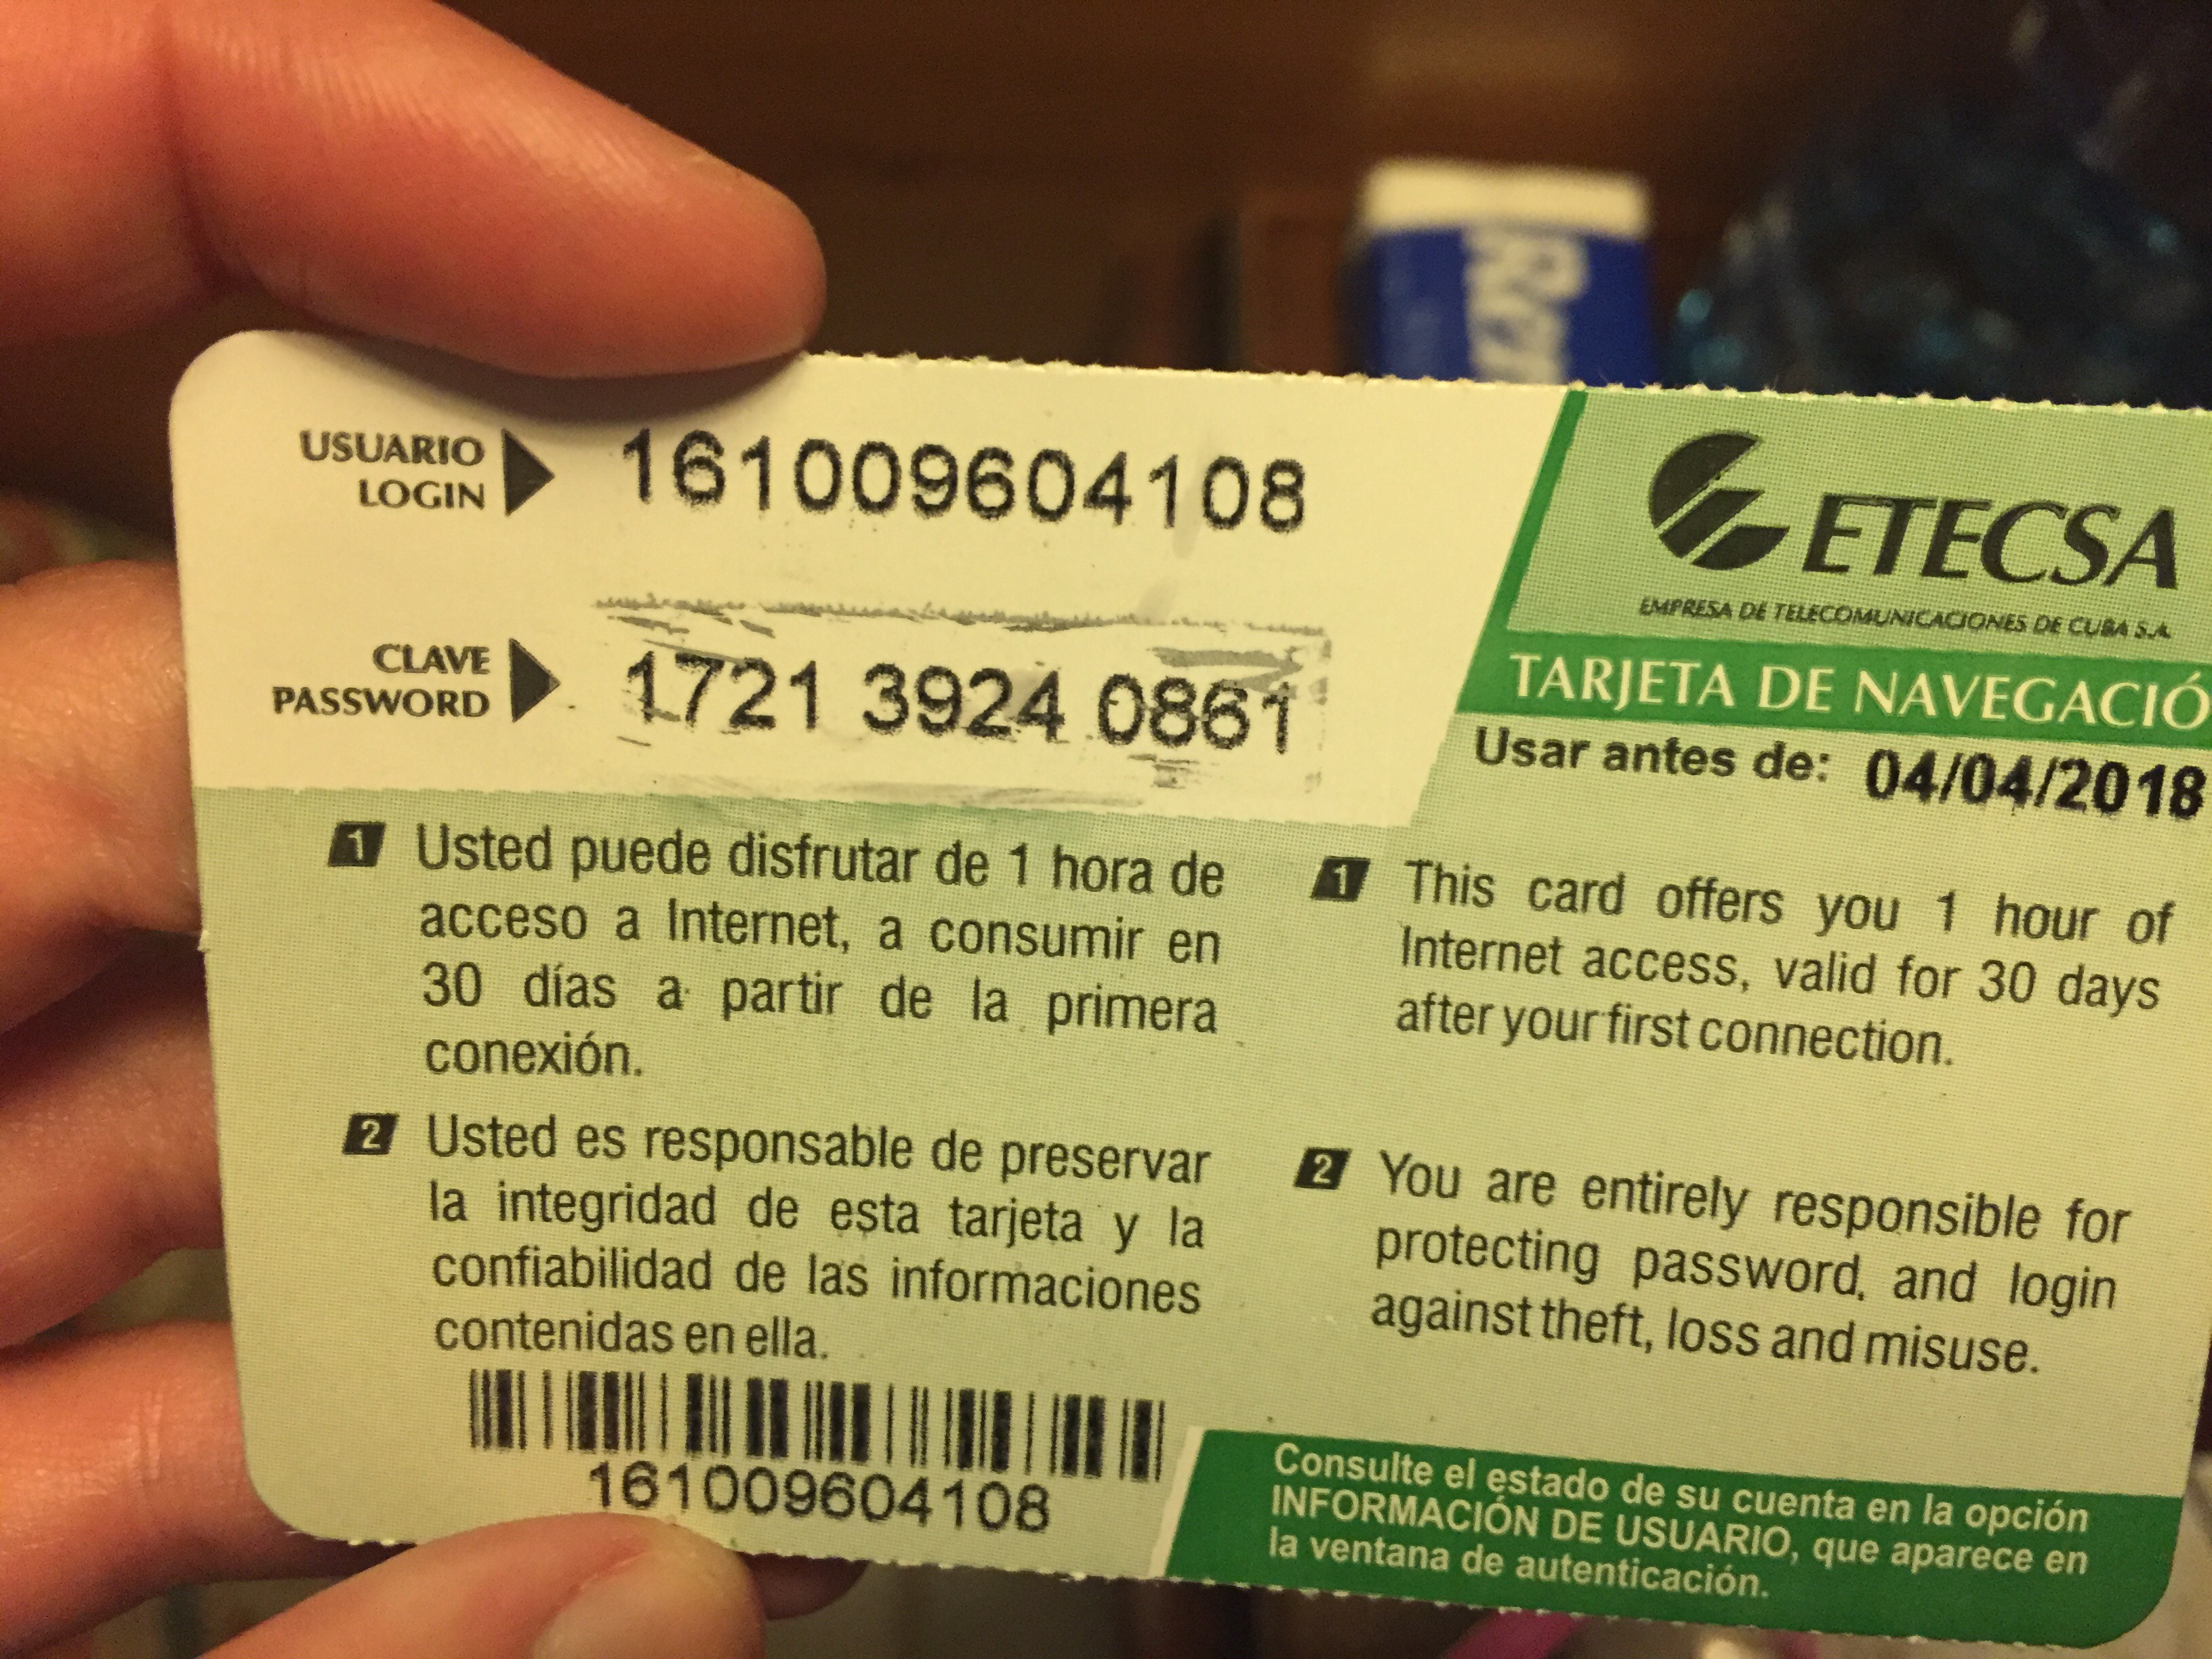 USUARIO
LOGIN
161009604108
CLAVE
PASSWORD
1721 3924 0861
ETECSA
EMPRESA DE TELECOMUNICACIONES DE CUBA S.A.
TARJETA DE NAVEGACIÓ
Usar antes de: 04/04/2018
1 Usted puede disfrutar de 1 hora de
acceso a Internet, a consumir en
30 días a partir de la primera
conexión.
2 Usted es responsable de preservar
la integridad de esta tarjeta y la
confiabilidad de las informaciones
contenidas en ella.
1 This card offers you 1 hour of
Internet access, valid for 30 days
after your first connection.
2 You are entirely responsible for
protecting password, and login
against theft, loss and misuse.
161009604108
Consulte el estado de su cuenta en la opción
INFORMACIÓN DE USUARIO, que aparece en
la ventana de autenticación.